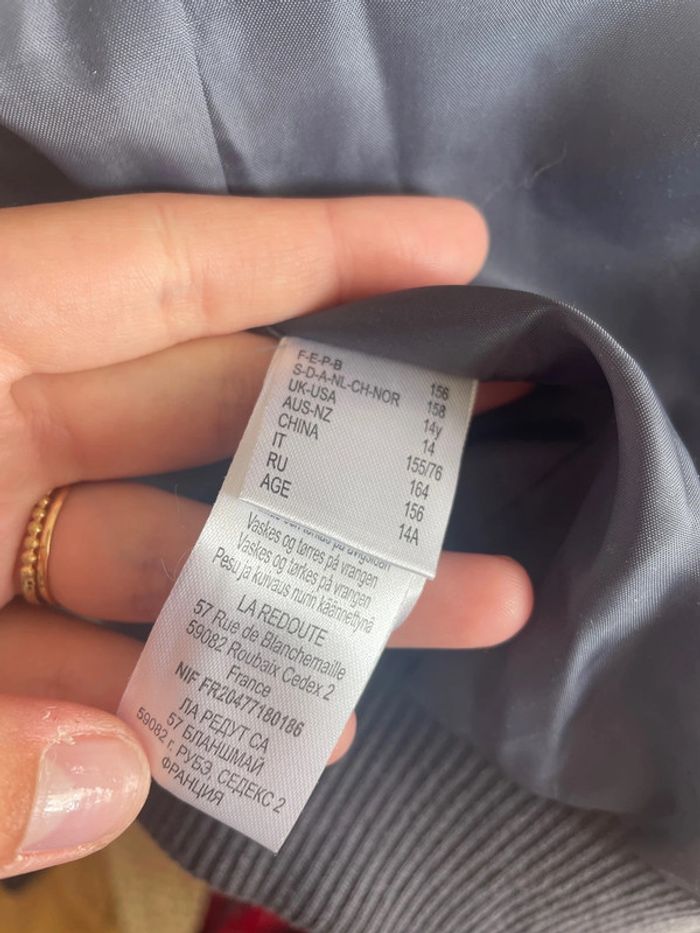 F-E-P-B 156
S-D-A-NL-CH-NOR 158
UK-USA 14y
AUS-NZ 14
CHINA 155/76
IT 164
RU 156
AGE 14A
på avigsidan
Vaskes og tørres på vrangen
Vaskes og tørkes på vrangen
Pesu ja kuivaus nurin käännettynä
LA REDOUTE
57 Rue de Blanchemaille
59082 Roubaix Cedex 2
France
NIF FR20477180186
ЛА РЕДУТ СА
57 БЛАНШМАЙ
59082 г. РУБЭ, СЕДЕКС 2
ФРАНЦИЯ